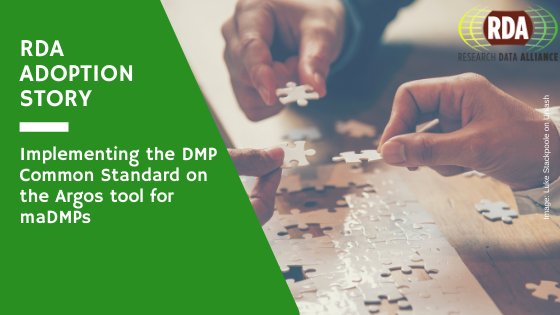 RDA
ADOPTION
STORY
Implementing the DMP
Common Standard on
the Argos tool for
maDMPs
RDA
RESEARCH DATA ALLIANCE
Image: Luke Stackpoole on